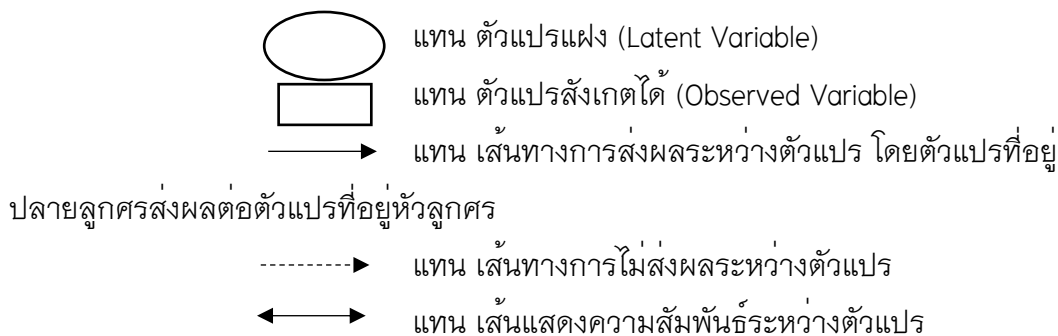 แทน ตัวแปรแฝง (Latent Variable)
แทน ตัวแปรสังเกตได้ (Observed Variable)
แทน เส้นทางการส่งผลระหว่างตัวแปร โดยตัวแปรที่อยู่
ปลายลูกศรส่งผลต่อตัวแปรที่อยู่หัวลูกศร
แทน เส้นทางการไม่ส่งผลระหว่างตัวแปร
แทน เส้นแสดงความสัมพันธ์ระหว่างตัวแปร